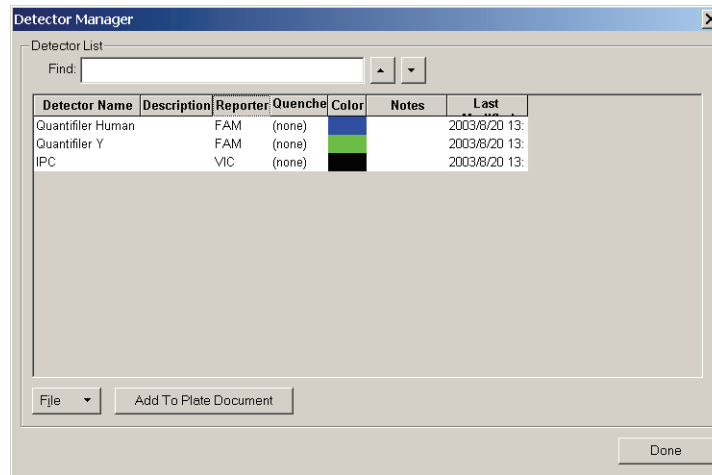 Detector Manager
Detector List
Find:
Detector Name Description Reporter Quenche Color Notes Last
Quantifiler Human FAM (none) 2003/8/20 13:
Quantifiler Y FAM (none) 2003/8/20 13:
IPC VIC (none) 2003/8/20 13:
File Add To Plate Document
Done